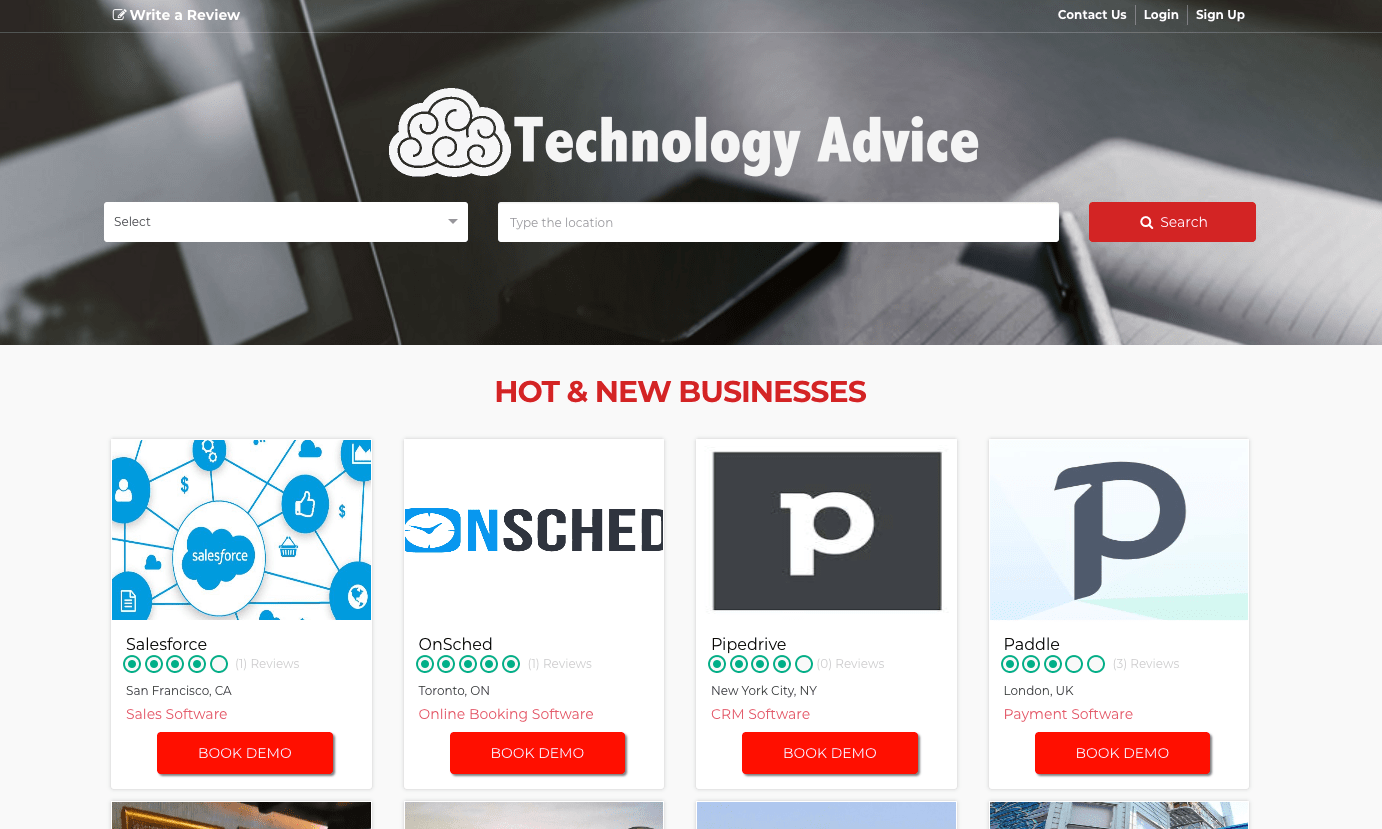 Write a Review
Contact Us
Login
Sign Up
Technology Advice
Select
Type the location
Search
HOT & NEW BUSINESSES
$
$
salesforce
ONSCHED
p
P
Salesforce
(1) Reviews
San Francisco, CA
Sales Software
BOOK DEMO
OnSched
(1) Reviews
Toronto, ON
Online Booking Software
BOOK DEMO
Pipedrive
(0) Reviews
New York City, NY
CRM Software
BOOK DEMO
Paddle
(3) Reviews
London, UK
Payment Software
BOOK DEMO